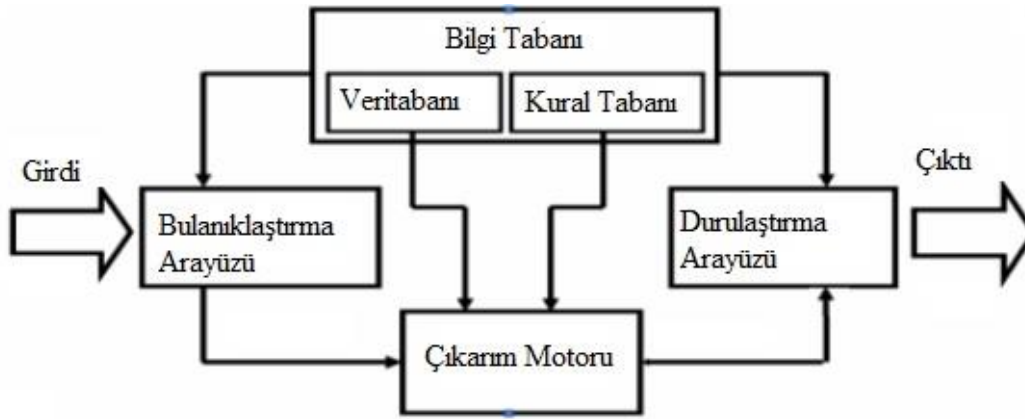 Bilgi Tabanı
Veritabanı
Kural Tabanı
Girdi
Çıktı
Bulanıklaştırma
Arayüzü
Durulaştırma
Arayüzü
Çıkarım Motoru